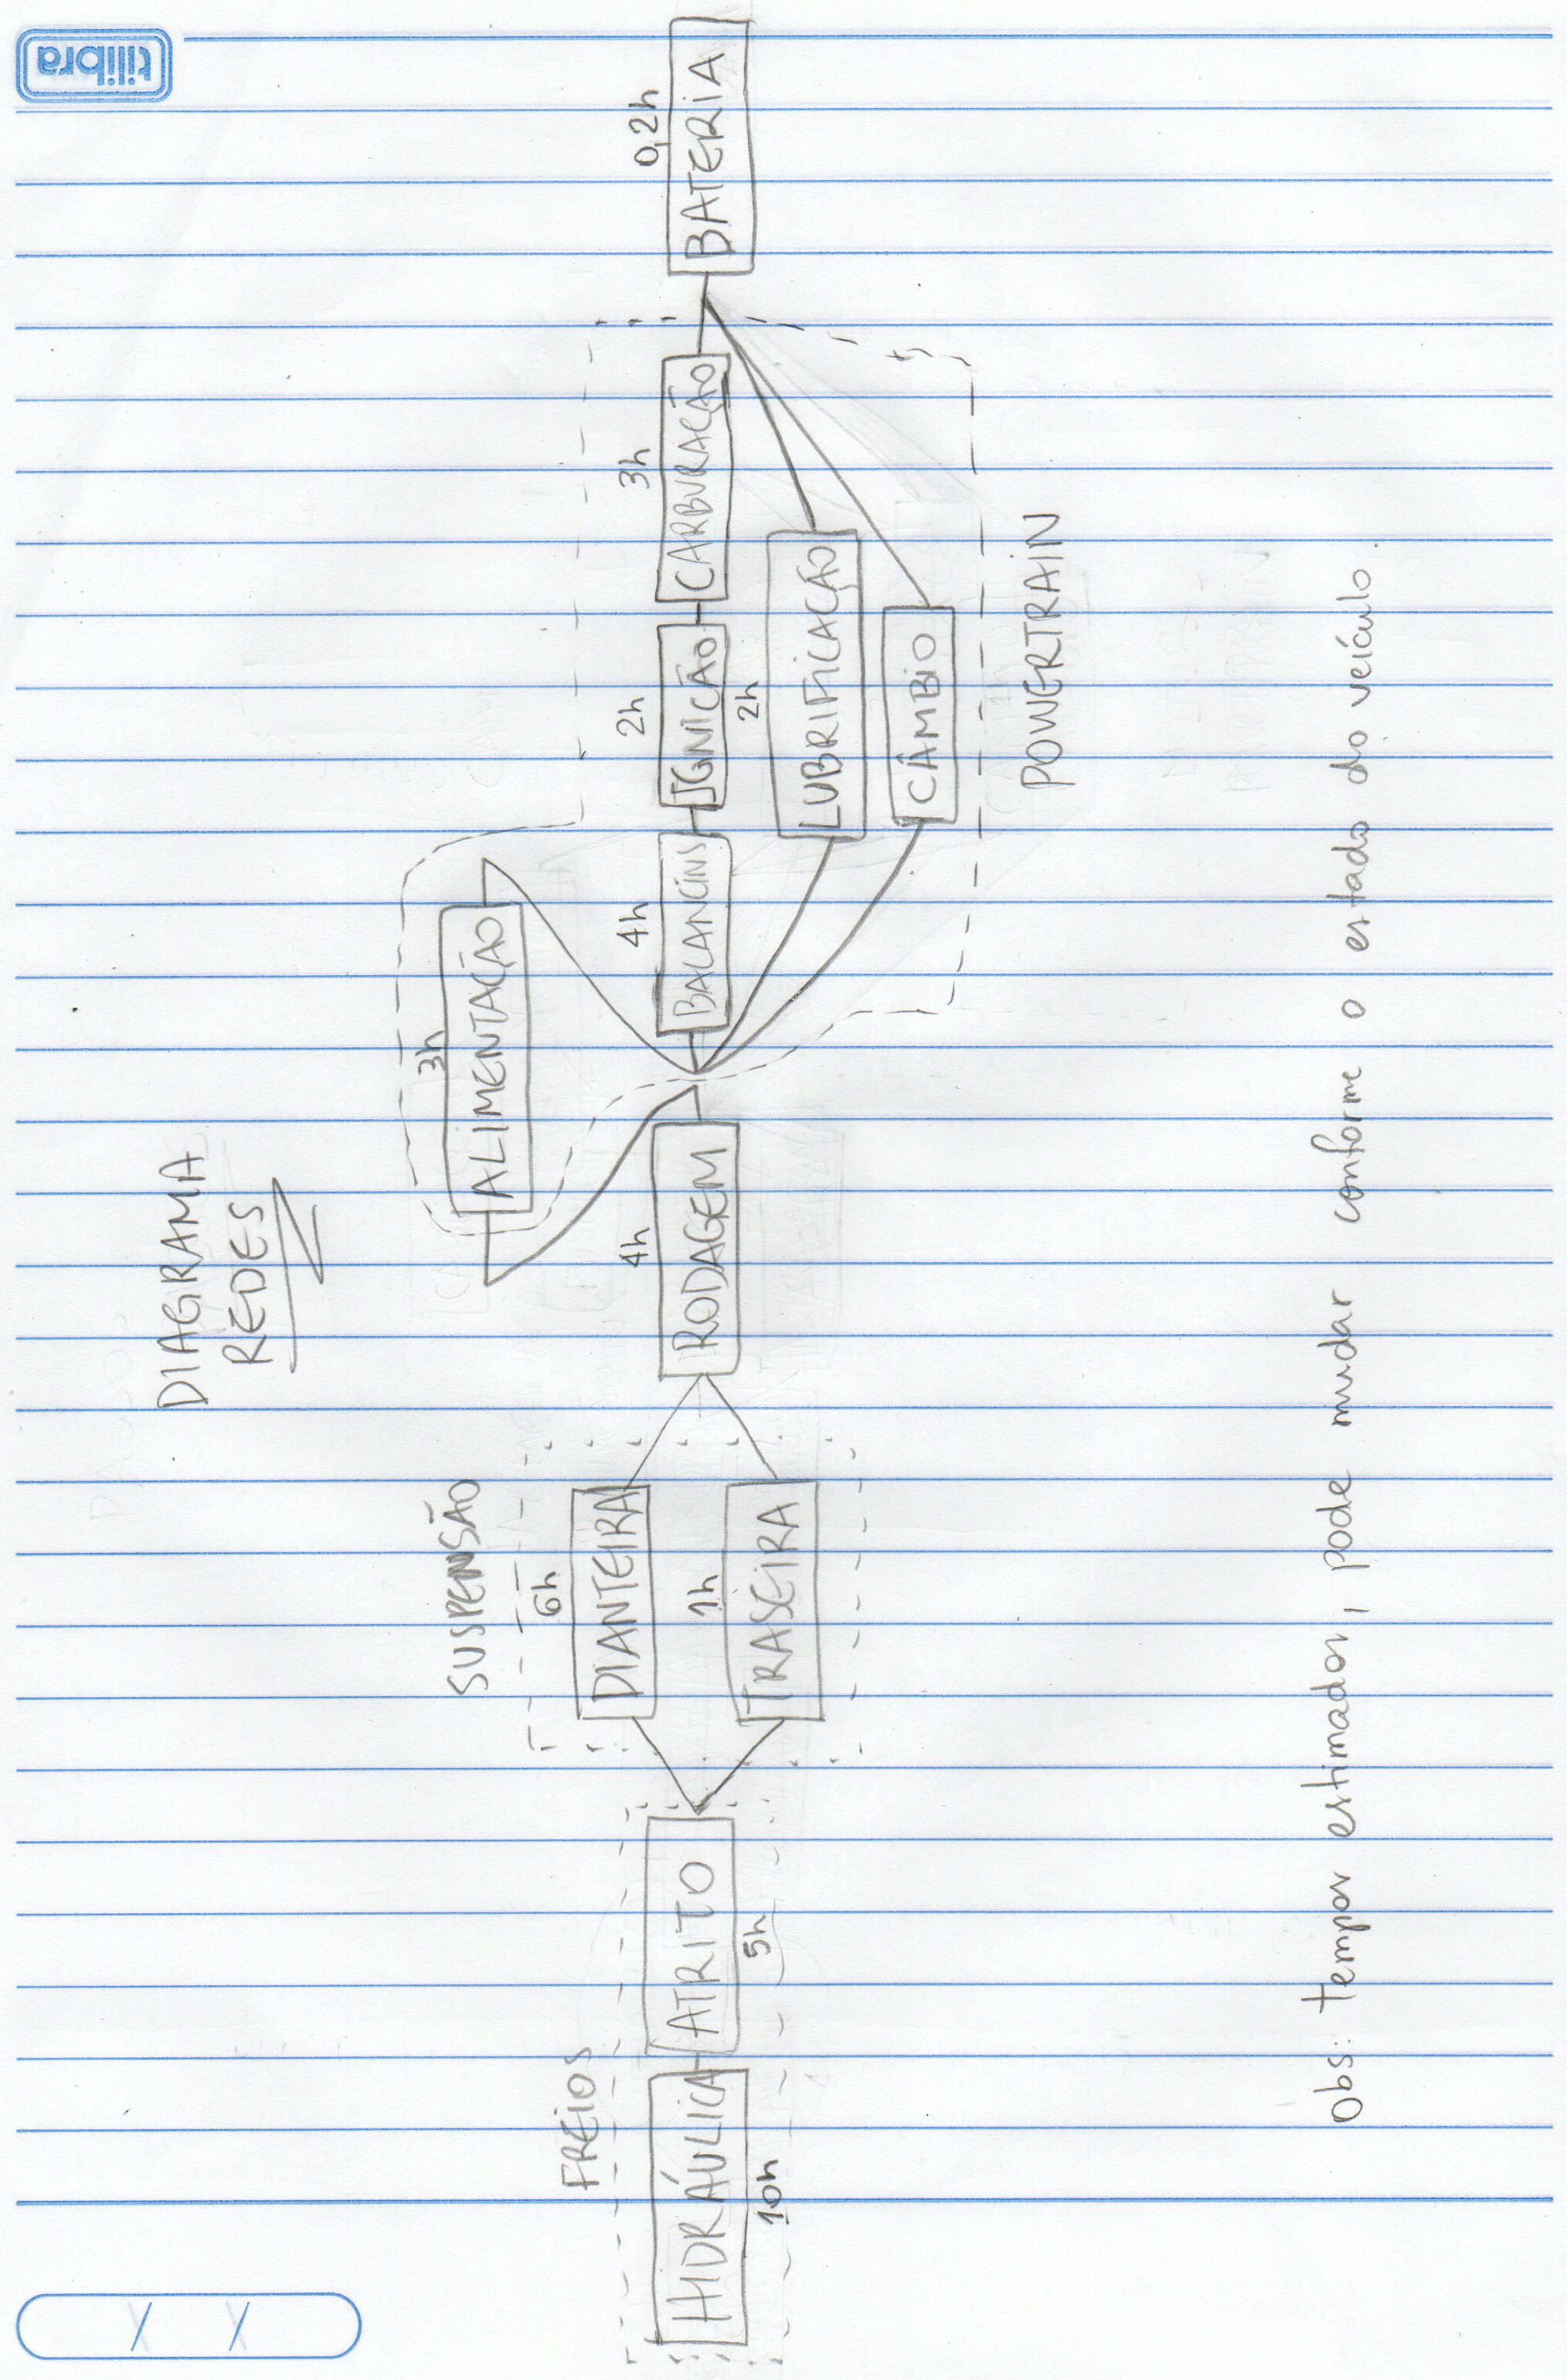 tilibra
DIAGRAMA
REDES
FREIOS
HIDRÁULICA
10h
ATRITO
5h
SUSPENSÃO
6h
DIANTEIRA
1h
TRASEIRA
4h
RODAGEM
3h
ALIMENTAÇÃO
4h
BALANCINS
2h
IGNIÇÃO
3h
CARBURAÇÃO
2h
LUBRIFICAÇÃO
CÂMBIO
POWERTRAIN
0,2h
BATERIA
Obs: tempos estimados, pode mudar conforme o estado do veículo.